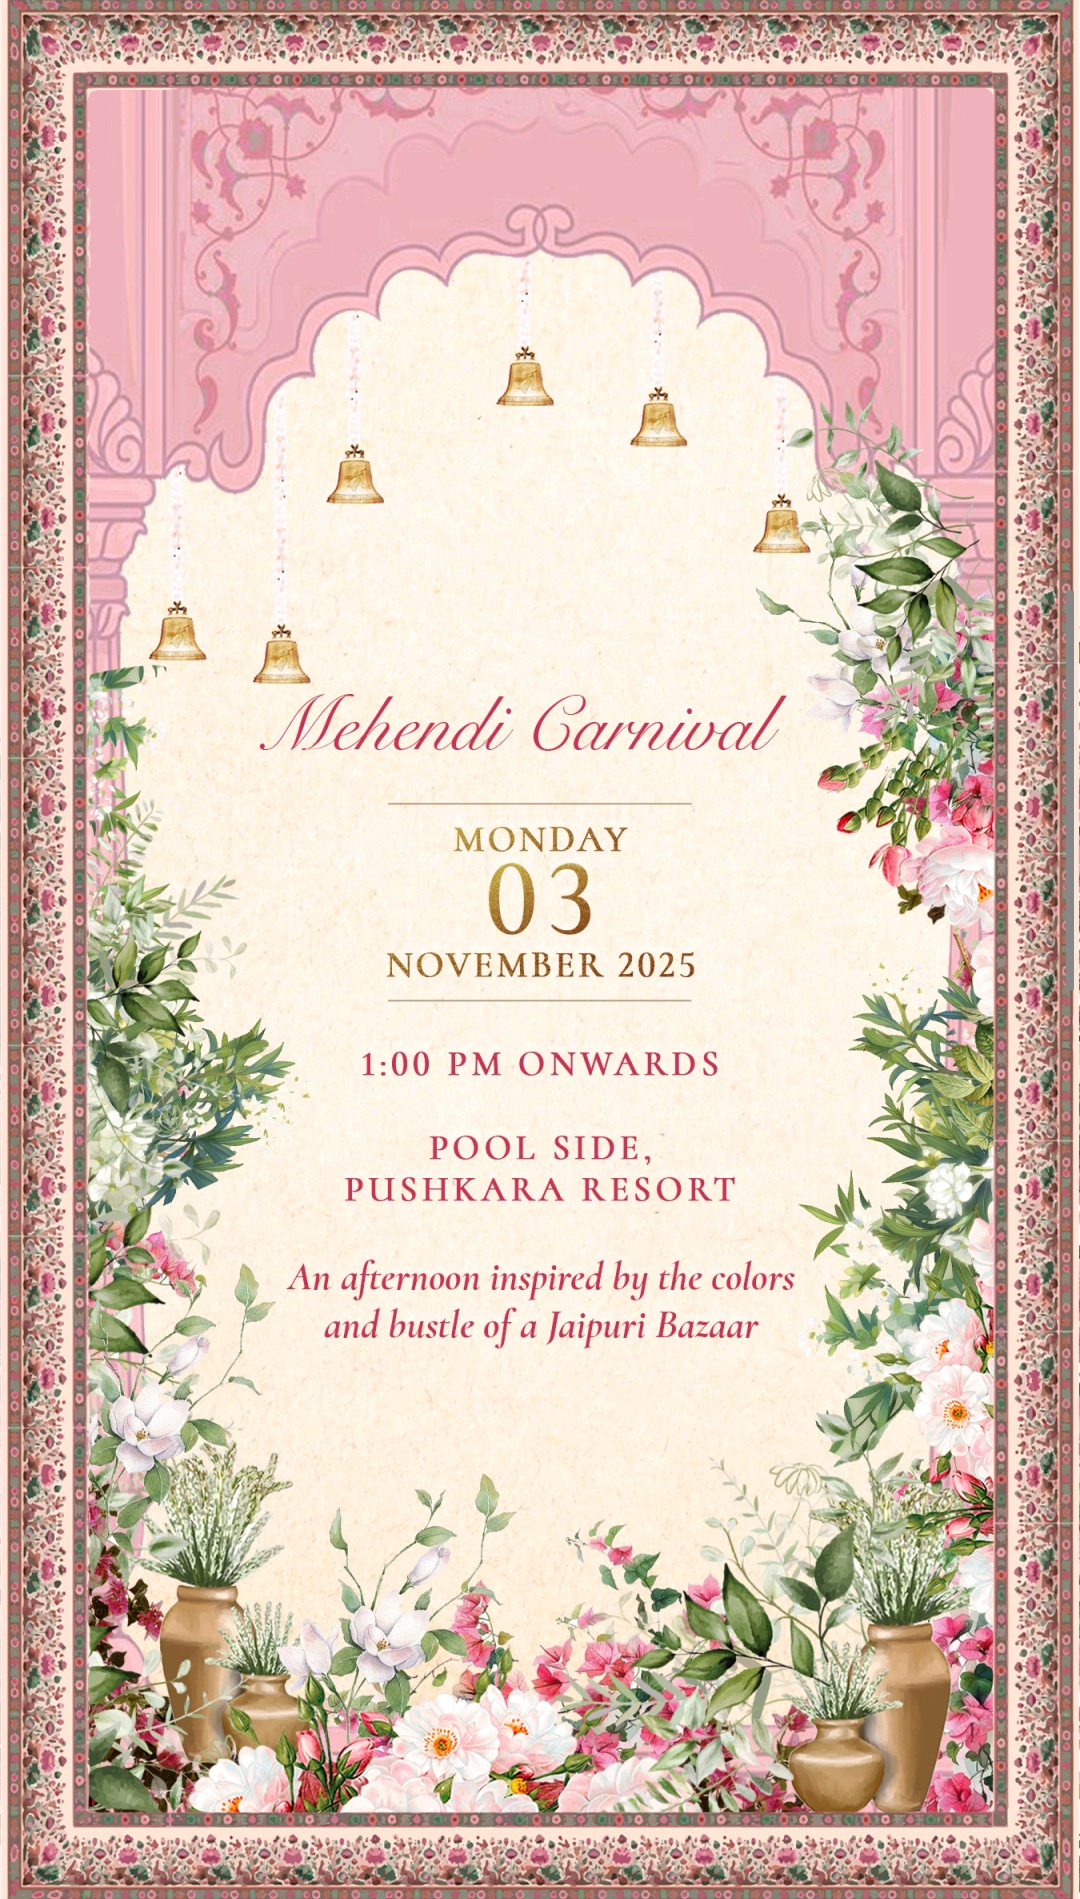 Mehendi Carnival
MONDAY
03
NOVEMBER 2025
1:00 PM ONWARDS
POOL SIDE,
PUSHKARA RESORT
An afternoon inspired by the colors
and bustle of a Jaipuri Bazaar